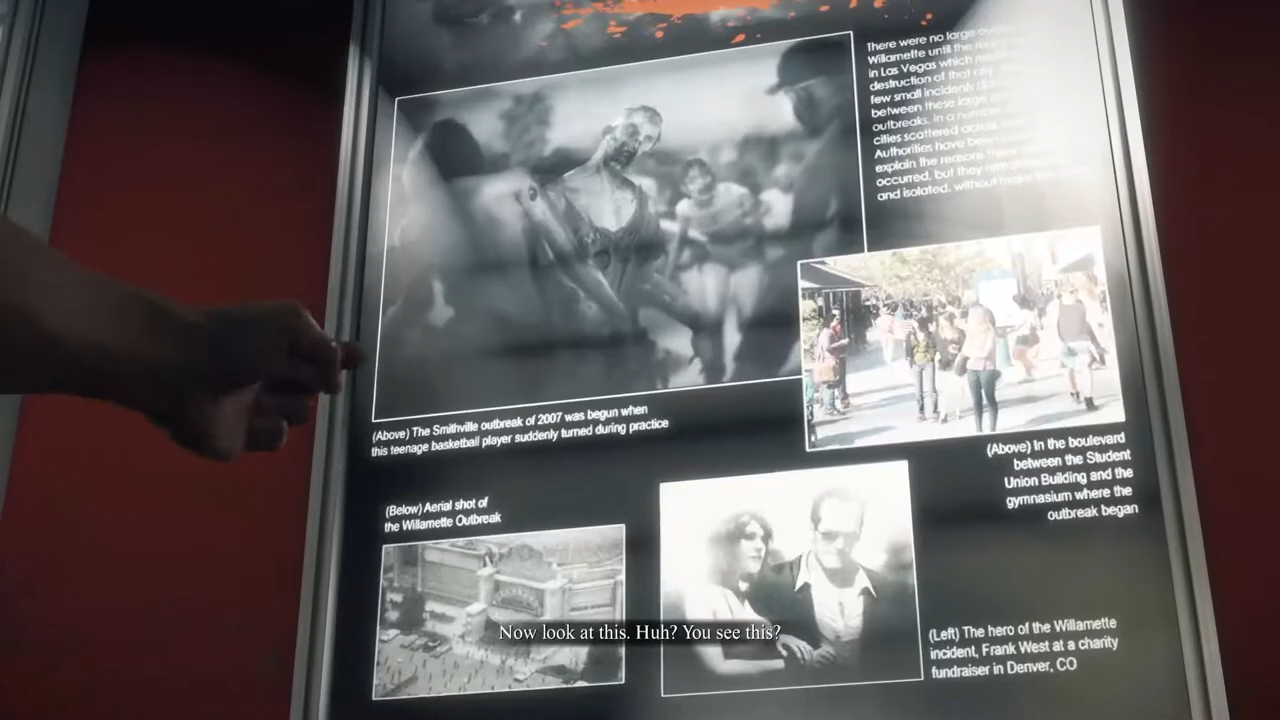 There were no large
Willamette until the
in Las Vegas which
destruction of that city
few small incidents
between these large
outbreaks, in a number
cities scattered across
Authorities have been
explain the reasons these
occurred, but they
and isolated, without major
(Above) The Smithville outbreak of 2007 was begun when
this teenage basketball player suddenly turned during practice
(Above) In the boulevard
between the Student
Union Building and the
gymnasium where the
outbreak began
(Below) Aerial shot of
the Willamette Outbreak
(Left) The hero of the Willamette
incident, Frank West at a charity
fundraiser in Denver, CO
Now look at this. Huh? You see this?